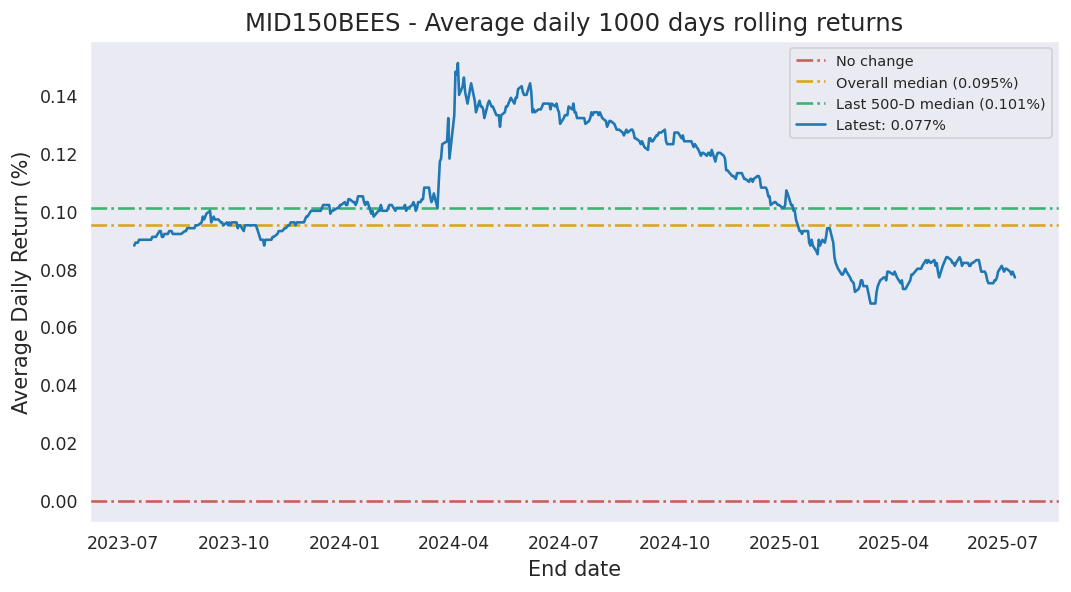 MID150BEES - Average daily 1000 days rolling returns
No change
Overall median (0.095%)
Last 500-D median (0.101%)
Latest: 0.077%
Average Daily Return (%)
0.14
0.12
0.10
0.08
0.06
0.04
0.02
0.00
2023-07 2023-10 2024-01 2024-04 2024-07 2024-10 2025-01 2025-04 2025-07
End date